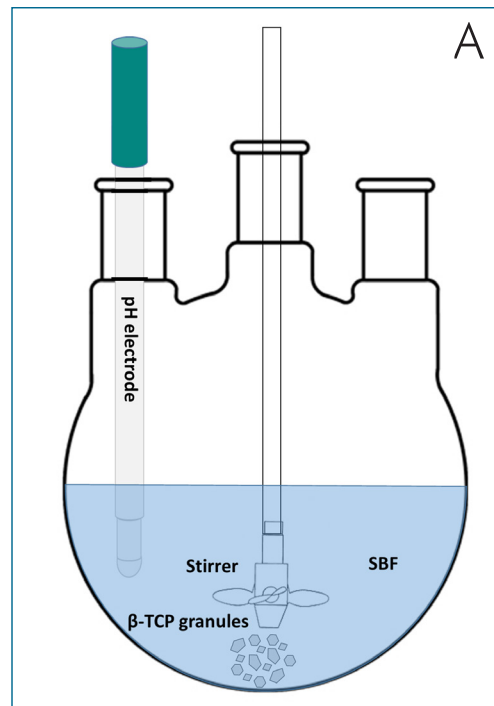 A
pH electrode
Stirrer
SBF
β-TCP granules